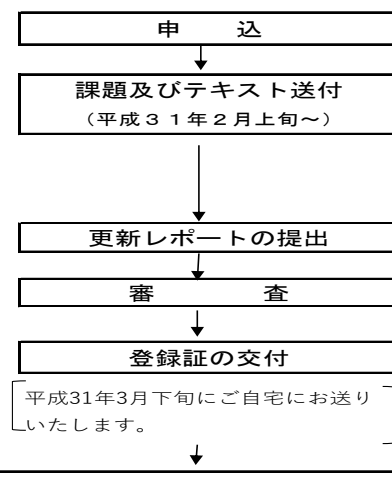 申　　込
課題及びテキスト送付
（平成３１年２月上旬～）
更新レポートの提出
審　　　　査
登録証の交付
平成31年3月下旬にご自宅にお送り
いたします。